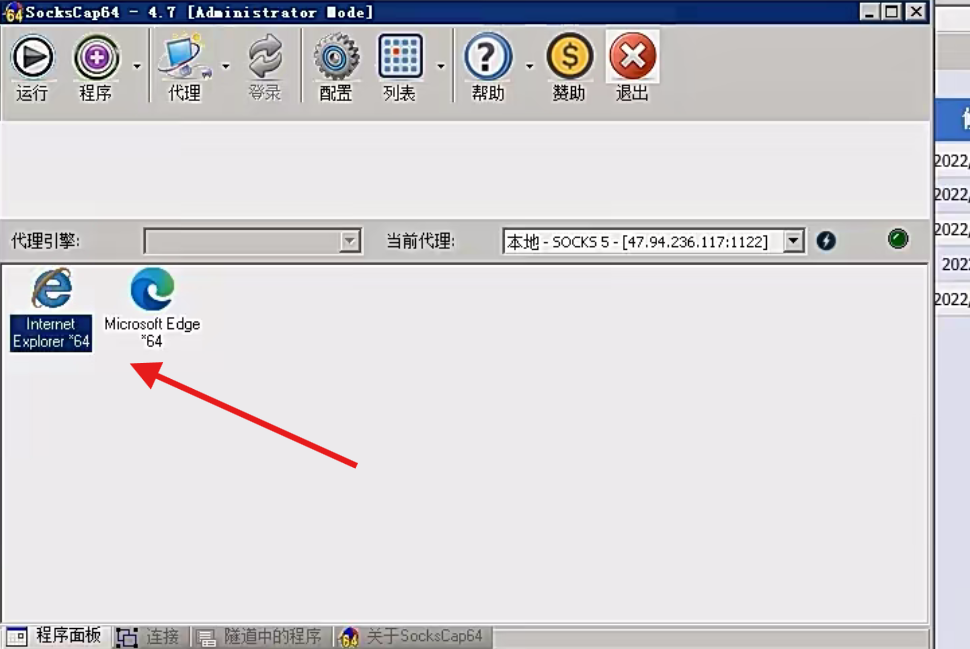 SocksCap64 - 4.7 [Administrator Mode]
运行 程序 代理 登录 配置 列表 帮助 赞助 退出
代理引擎: 当前代理: 本地 - SOCKS 5 - [47.94.236.117:1122]
2022/
2022/
2022/
202
2022/
Internet
Explorer *64
Microsoft Edge
*64
程序面板 连接 隧道中的程序 关于SocksCap64